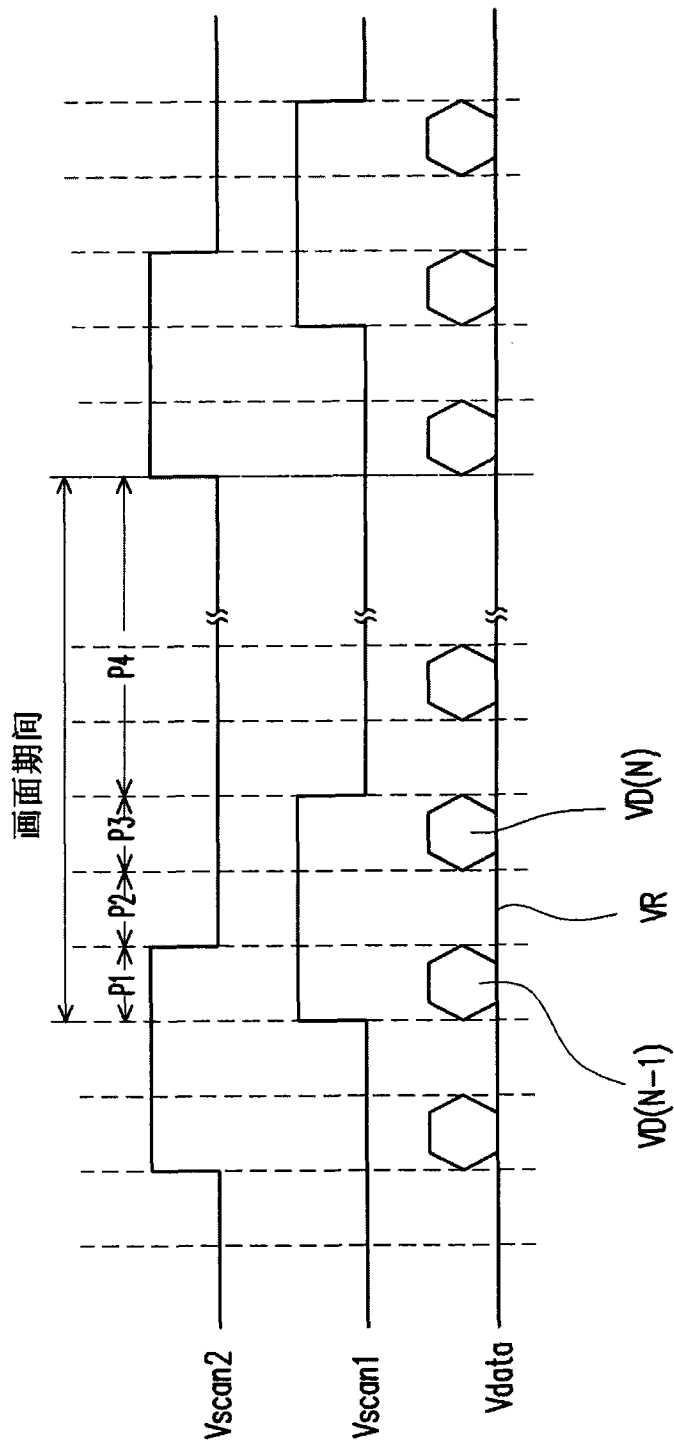 画面期间
P1
P2
P3
P4
Vscan2
Vscan1
Vdata
VD(N-1)
VR
VD(N)